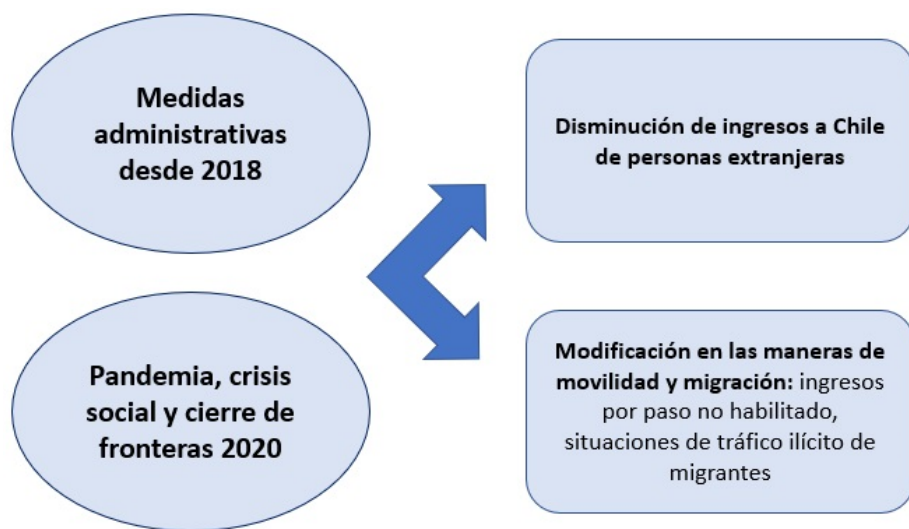 Medidas
administrativas
desde 2018
Disminución de ingresos a Chile
de personas extranjeras
Pandemia, crisis
social y cierre de
fronteras 2020
Modificación en las maneras de
movilidad y migración: ingresos
por paso no habilitado,
situaciones de tráfico ilícito de
migrantes